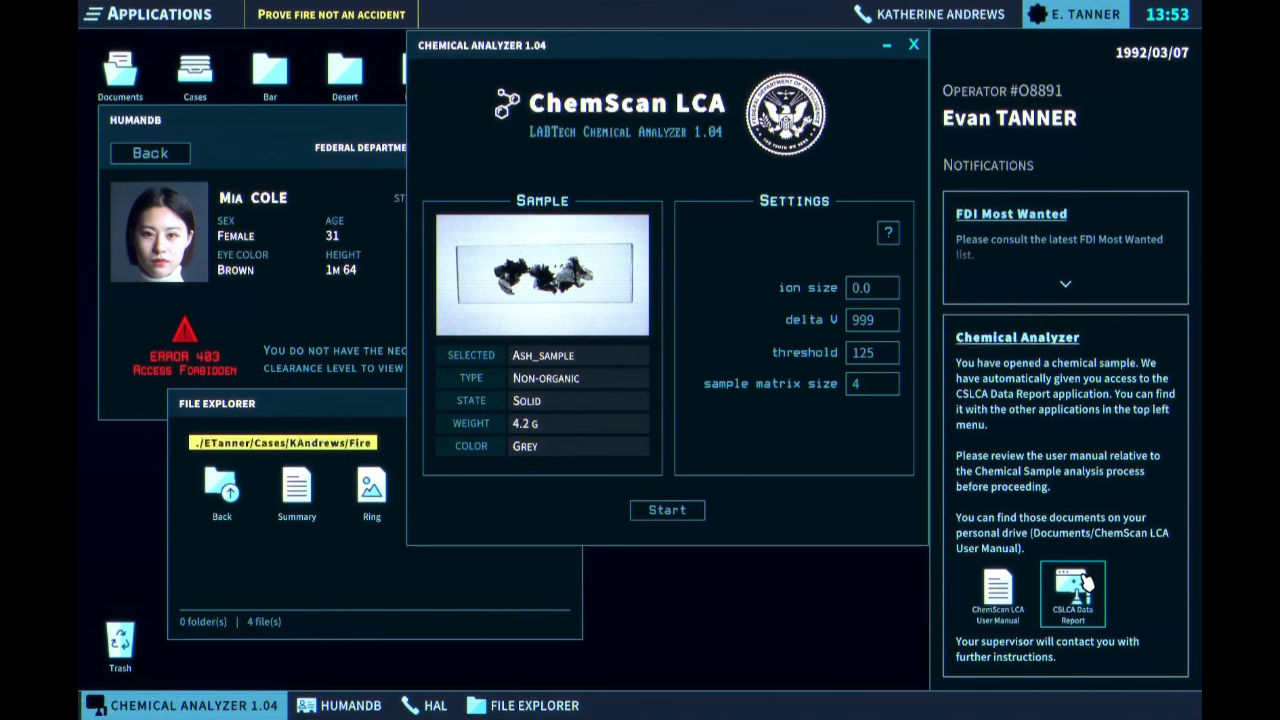 APPLICATIONS
PROVE FIRE NOT AN ACCIDENT
KATHERINE ANDREWS
E. TANNER
13:53
Documents
Cases
Bar
Desert
HUMANDB
Back
FEDERAL DEPARTME
MIA COLE
ST
SEX
FEMALE
AGE
31
EYE COLOR
BROWN
HEIGHT
1M 64
ERROR 403
ACCESS FORBIDDEN
YOU DO NOT HAVE THE NEC
CLEARANCE LEVEL TO VIEW
FILE EXPLORER
./ETanner/Cases/KAndrews/Fire
Back
Summary
Ring
0 folder(s) | 4 file(s)
Trash
CHEMICAL ANALYZER 1.04
ChemScan LCA
LABTECH CHEMICAL ANALYZER 1.04
SAMPLE
SELECTED ASH_SAMPLE
TYPE NON-ORGANIC
STATE SOLID
WEIGHT 4.2 G
COLOR GREY
SETTINGS
?
ion size 0.0
delta V 999
threshold 125
sample matrix size 4
Start
1992/03/07
OPERATOR #O8891
Evan TANNER
NOTIFICATIONS
FDI Most Wanted
Please consult the latest FDI Most Wanted
list.
Chemical Analyzer
You have opened a chemical sample. We
have automatically given you access to the
CSLCA Data Report application. You can find
it with the other applications in the top left
menu.
Please review the user manual relative to
the Chemical Sample analysis process
before proceeding.
You can find those documents on your
personal drive (Documents/ChemScan LCA
User Manual).
ChemScan LCA
User Manual
CSLCA Data
Report
Your supervisor will contact you with
further instructions.
CHEMICAL ANALYZER 1.04
HUMANDB
HAL
FILE EXPLORER